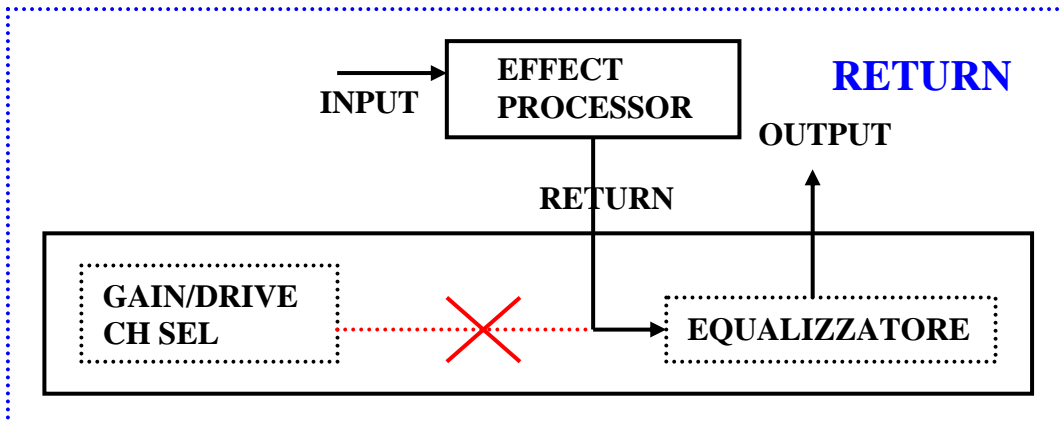 EFFECT
PROCESSOR
RETURN
INPUT
OUTPUT
RETURN
GAIN/DRIVE
CH SEL
EQUALIZZATORE